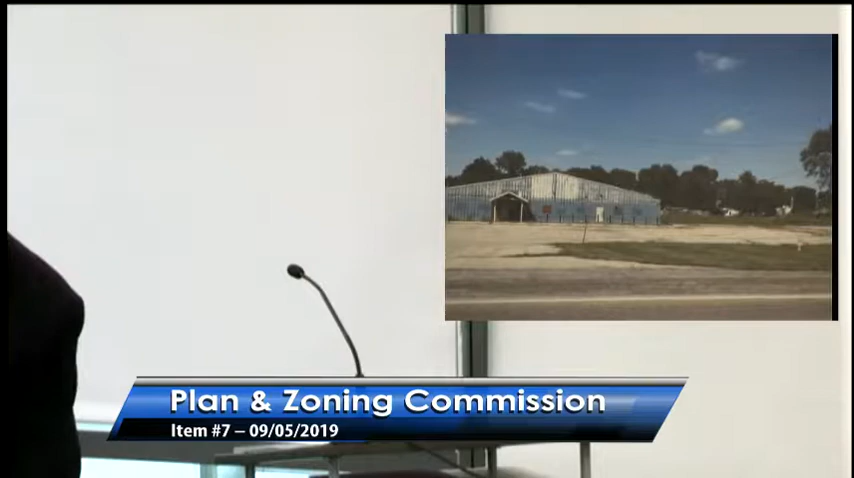 Plan & Zoning Commission
Item #7 – 09/05/2019